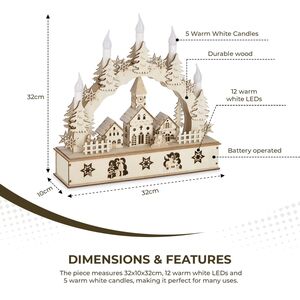 5 Warm White Candles
Durable wood
12 warm
white LEDs
Battery operated
32cm
10cm
32cm
DIMENSIONS & FEATURES
The piece measures 32x10x32cm, 12 warm white LEDs and
5 warm white candles, making it perfect for many uses.